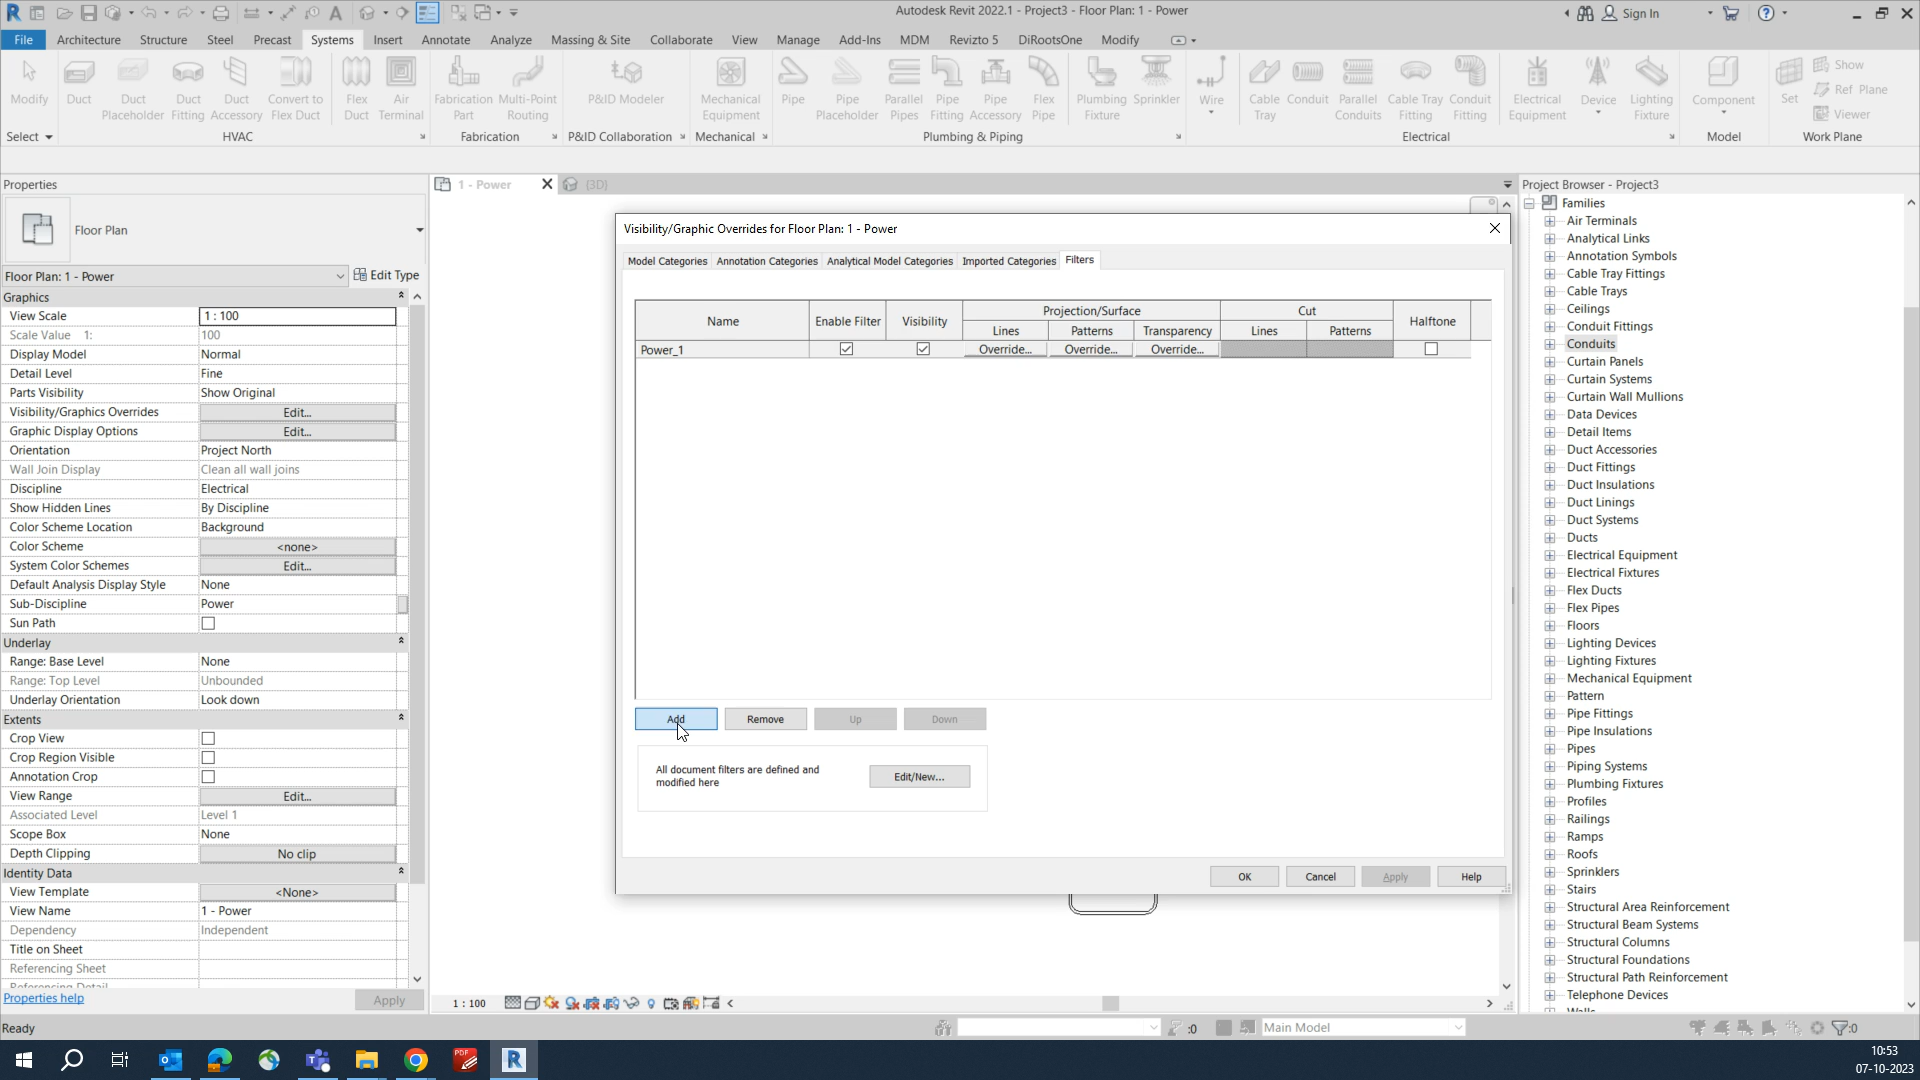 Autodesk Revit 2022.1 - Project3 - Floor Plan: 1 - Power
Sign In
File Architecture Structure Steel Precast Systems Insert Annotate Analyze Massing & Site Collaborate View Manage Add-Ins MDM Revizto 5 DiRootsOne Modify
Modify
Duct
Duct Placeholder
Duct Fitting
Duct Accessory
Convert to Flex Duct
Flex Duct
Air Terminal
Fabrication Part
Multi-Point Routing
P&ID Modeler
Mechanical Equipment
Pipe
Pipe Placeholder
Parallel Pipes
Pipe Fitting
Pipe Accessory
Flex Pipe
Plumbing Fixture
Sprinkler
Wire
Cable Tray
Conduit
Parallel Conduits
Cable Tray Fitting
Conduit Fitting
Electrical Equipment
Device
Lighting Fixture
Component
Set
Show
Ref Plane
Viewer
Select HVAC Fabrication P&ID Collaboration Mechanical Plumbing & Piping Electrical Model Work Plane
Properties
Floor Plan
Floor Plan: 1 - Power Edit Type
Graphics
View Scale 1 : 100
Scale Value 1: 100
Display Model Normal
Detail Level Fine
Parts Visibility Show Original
Visibility/Graphics Overrides Edit...
Graphic Display Options Edit...
Orientation Project North
Wall Join Display Clean all wall joins
Discipline Electrical
Show Hidden Lines By Discipline
Color Scheme Location Background
Color Scheme <none>
System Color Schemes Edit...
Default Analysis Display Style None
Sub-Discipline Power
Sun Path
Underlay
Range: Base Level None
Range: Top Level Unbounded
Underlay Orientation Look down
Extents
Crop View
Crop Region Visible
Annotation Crop
View Range Edit...
Associated Level Level 1
Scope Box None
Depth Clipping No clip
Identity Data
View Template <None>
View Name 1 - Power
Dependency Independent
Title on Sheet
Referencing Sheet
Referencing Detail
Properties help Apply
1 - Power
{3D}
Visibility/Graphic Overrides for Floor Plan: 1 - Power
Model Categories Annotation Categories Analytical Model Categories Imported Categories Filters
Name Enable Filter Visibility Projection/Surface Cut Halftone
Lines Patterns Transparency Lines Patterns
Power_1 Override... Override... Override...
Add Remove Up Down
All document filters are defined and
modified here
Edit/New...
OK Cancel Apply Help
1 : 100
Project Browser - Project3
Families
Air Terminals
Analytical Links
Annotation Symbols
Cable Tray Fittings
Cable Trays
Ceilings
Conduit Fittings
Conduits
Curtain Panels
Curtain Systems
Curtain Wall Mullions
Data Devices
Detail Items
Duct Accessories
Duct Fittings
Duct Insulations
Duct Linings
Duct Systems
Ducts
Electrical Equipment
Electrical Fixtures
Flex Ducts
Flex Pipes
Floors
Lighting Devices
Lighting Fixtures
Mechanical Equipment
Pattern
Pipe Fittings
Pipe Insulations
Pipes
Piping Systems
Plumbing Fixtures
Profiles
Railings
Ramps
Roofs
Sprinklers
Stairs
Structural Area Reinforcement
Structural Beam Systems
Structural Columns
Structural Foundations
Structural Path Reinforcement
Telephone Devices
Walls
Ready
:0
Main Model
:0
PDF
10:53
07-10-2023